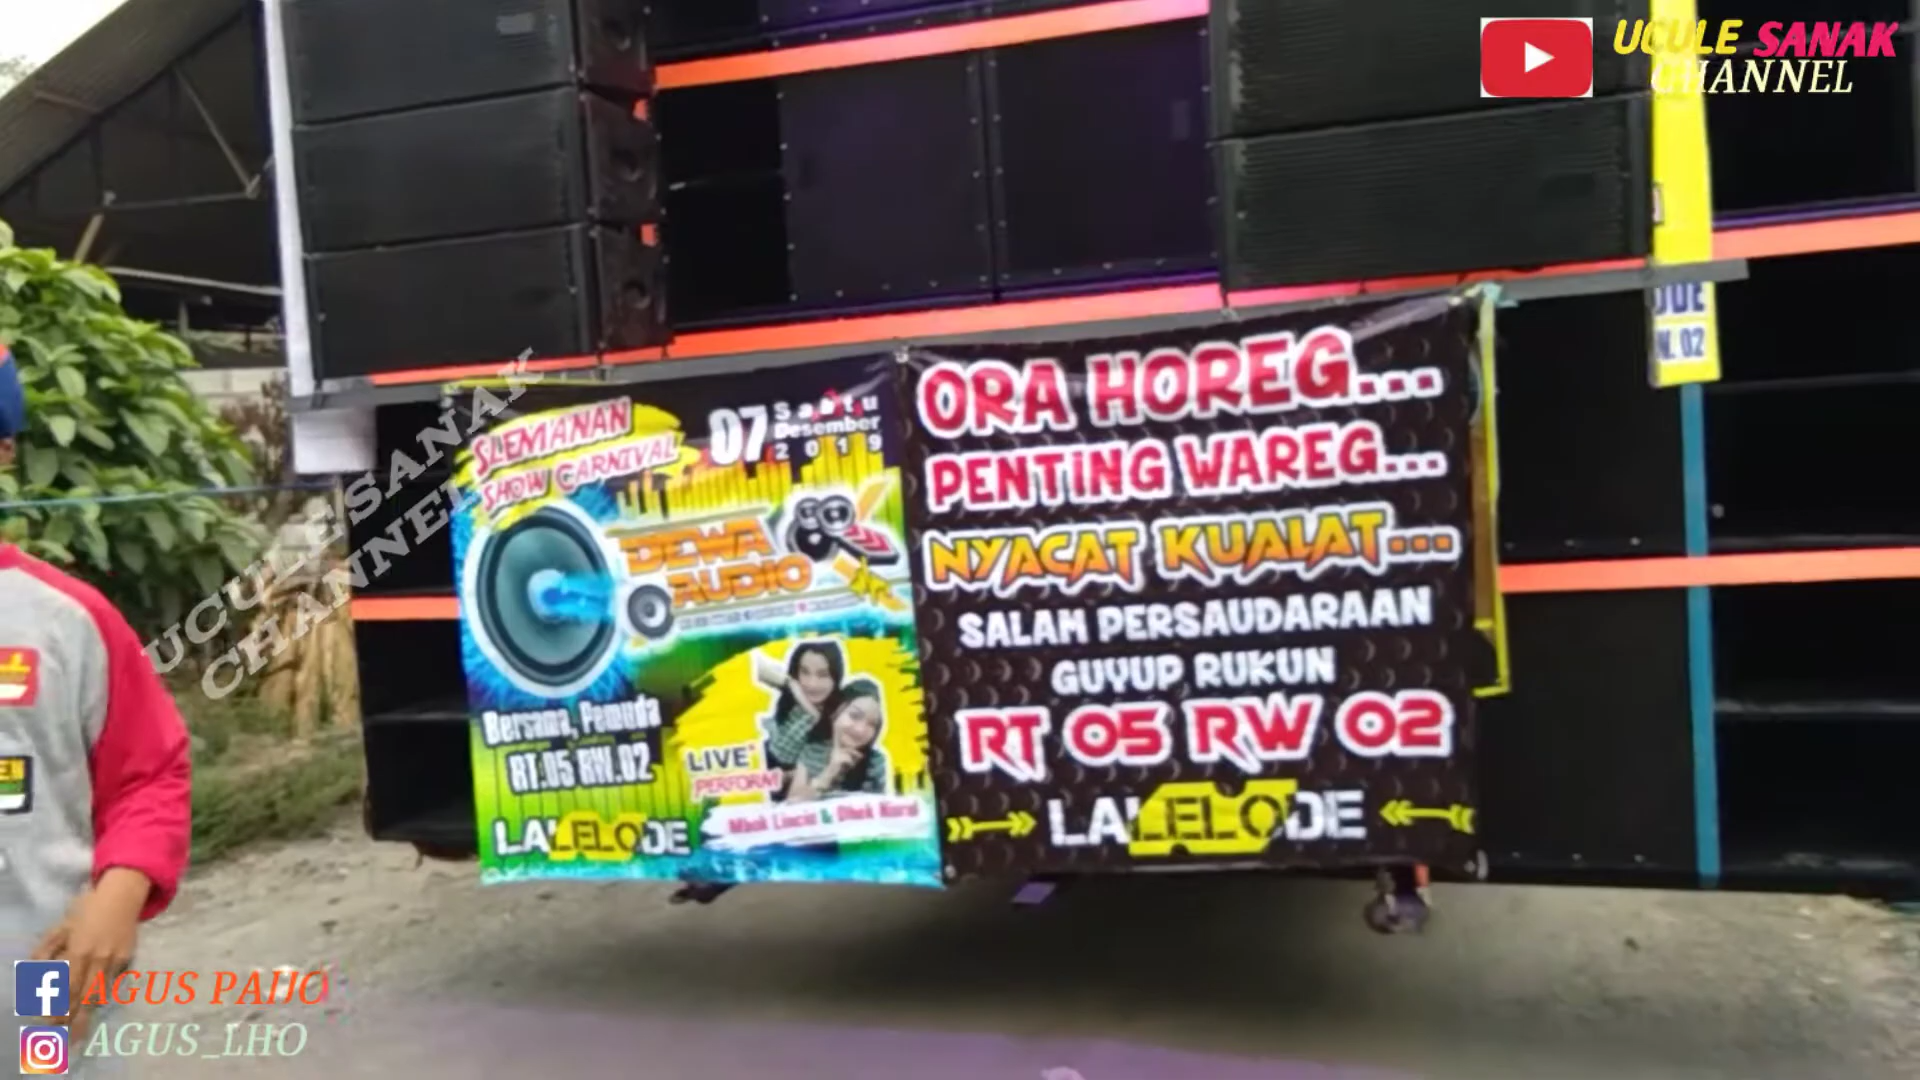 UCULE SANAK
CHANNEL
UCULE SANAK
CHANNEL
SLEMANAN
SHOW CARNIVAL
07 Sabtu
Desember
2019
DEWA
AUDIO
Bersama, Pemuda
RT.05 RW.02
LIVE
PERFORM
LALELODE
ORA HOREG...
PENTING WAREG...
NYACAT KUALAT...
SALAM PERSAUDARAAN
GUYUP RUKUN
RT 05 RW 02
LALELODE
02
AGUS PAIJO
AGUS_LHO